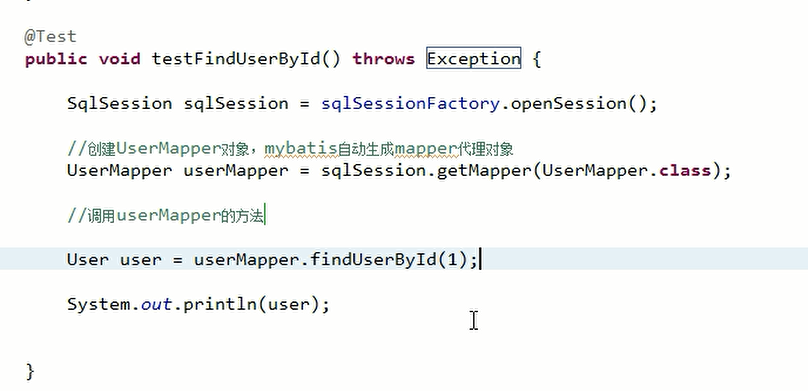 @Test
public void testFindUserById() throws Exception {
SqlSession sqlSession = sqlSessionFactory.openSession();
//创建UserMapper对象，mybatis自动生成mapper代理对象
UserMapper userMapper = sqlSession.getMapper(UserMapper.class);
//调用userMapper的方法
User user = userMapper.findUserById(1);
System.out.println(user);
}